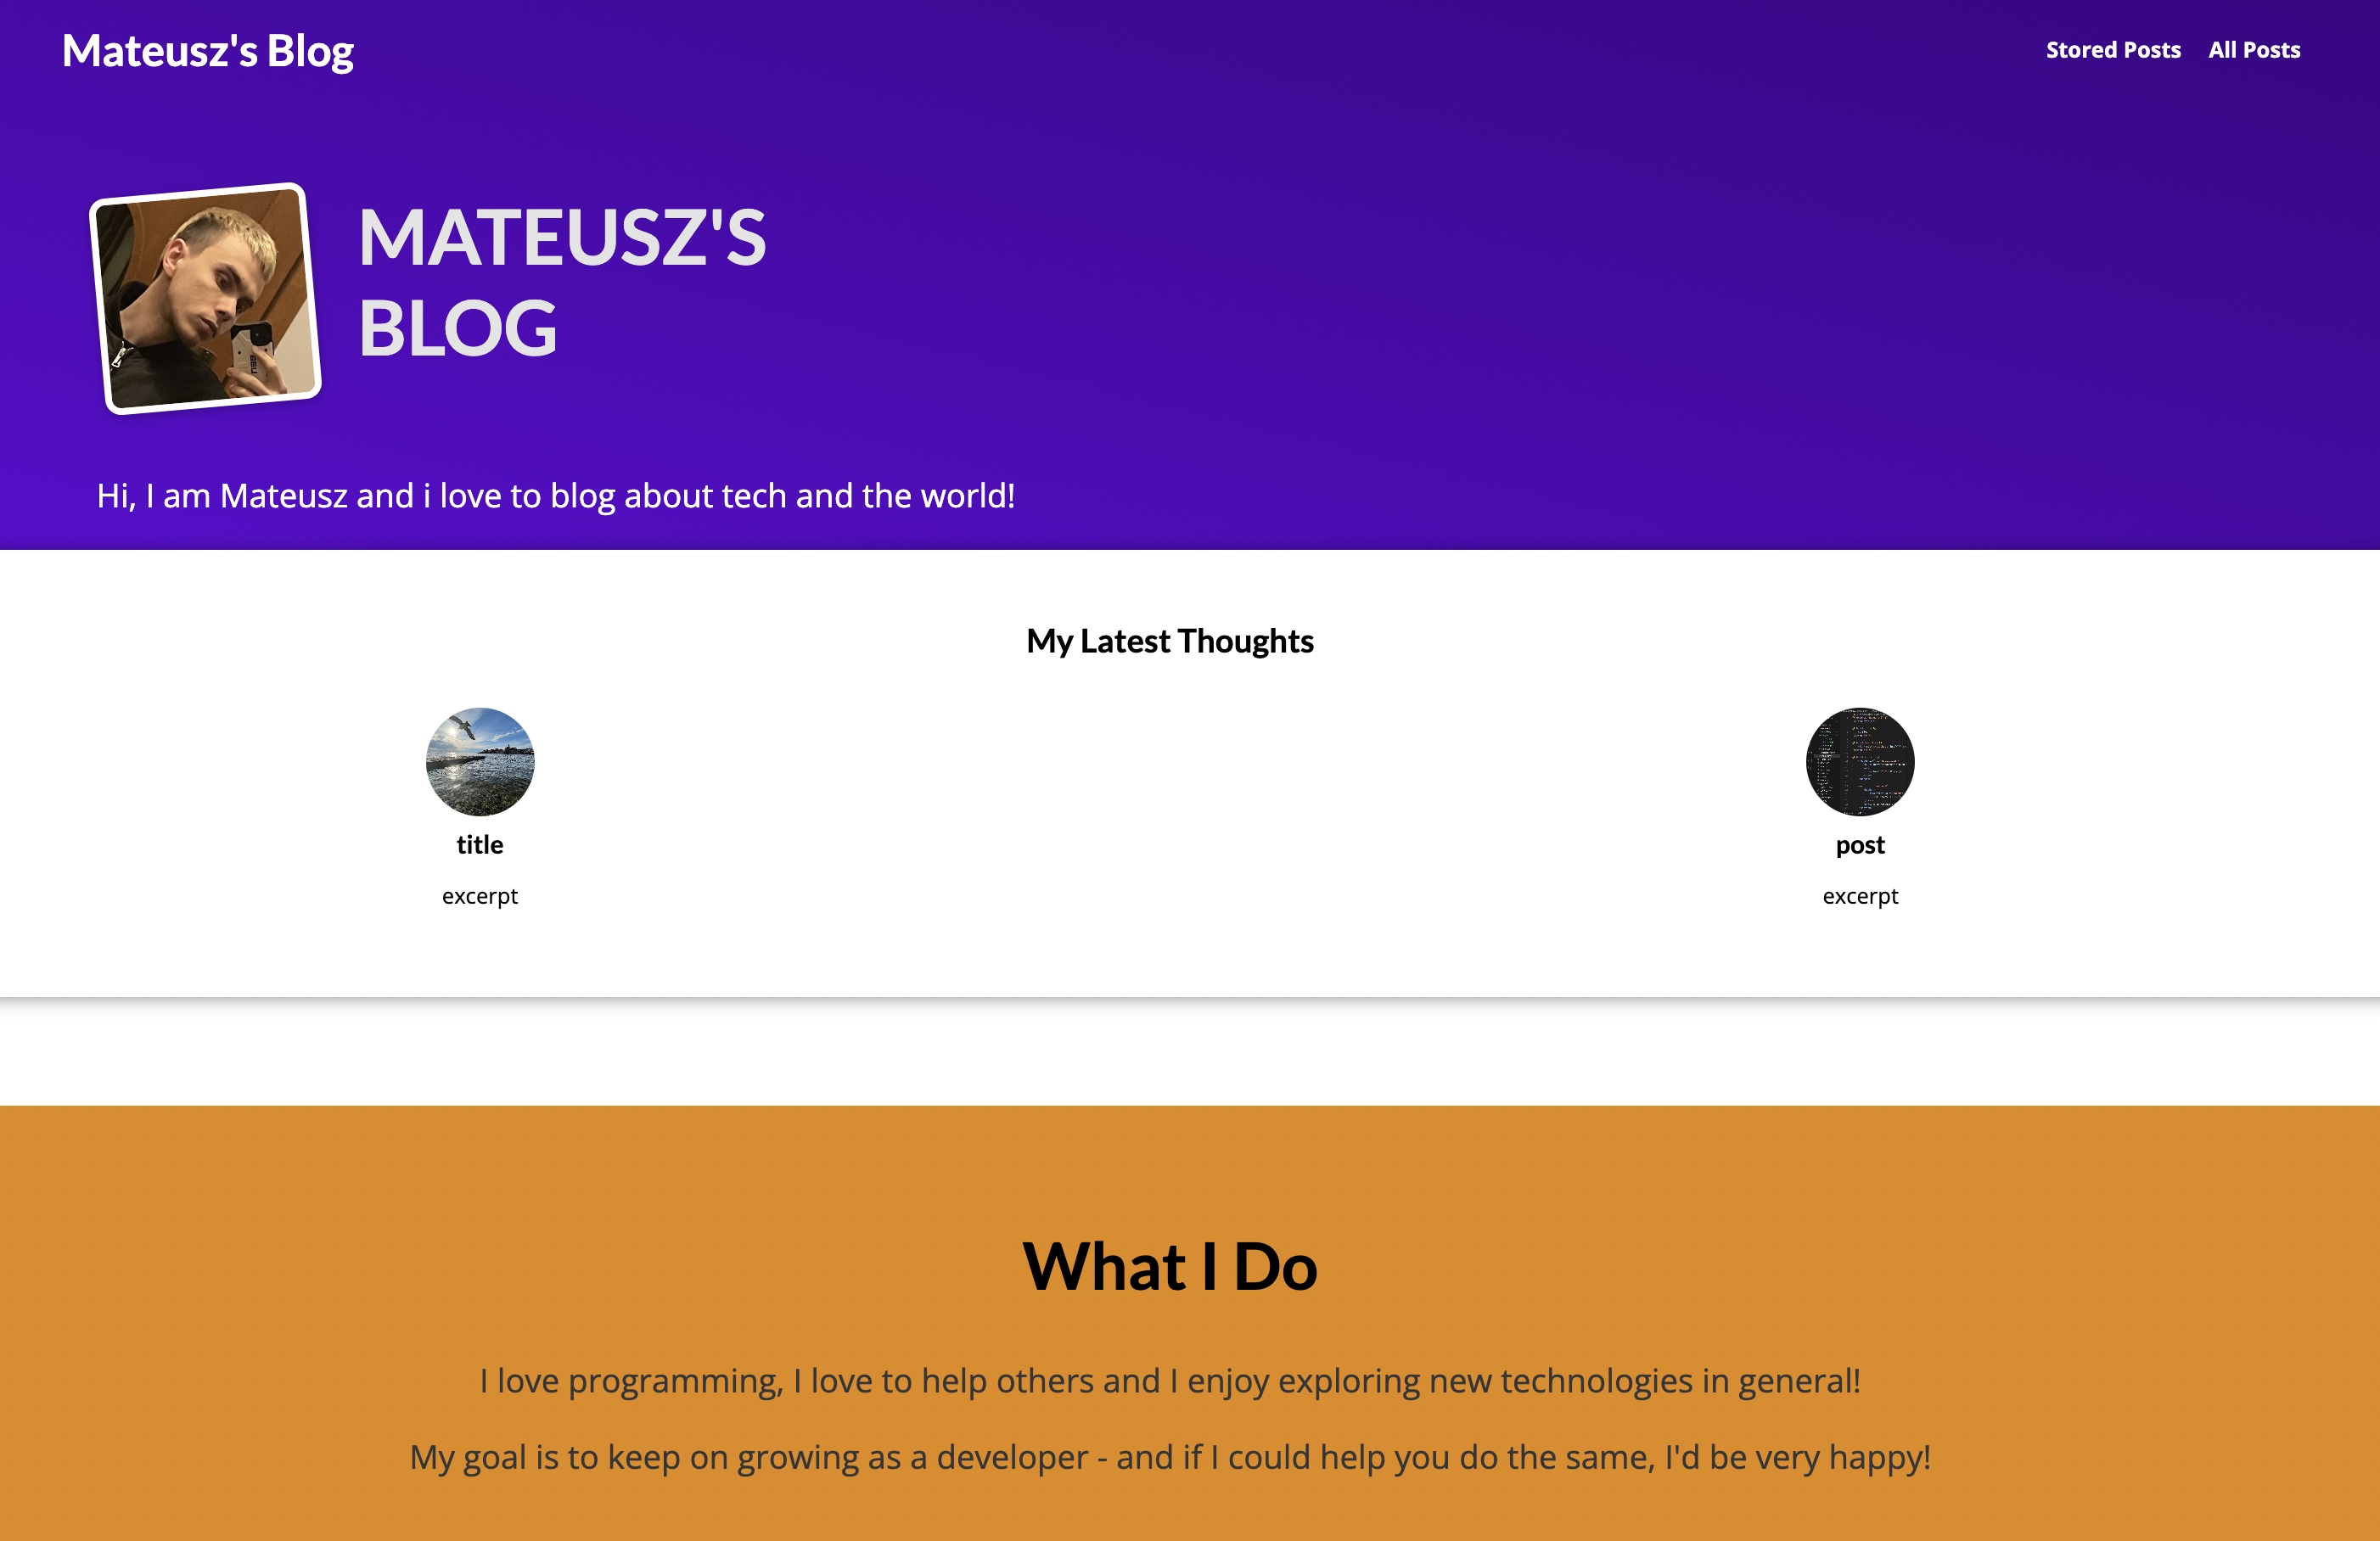 Mateusz's Blog
Stored Posts All Posts
MATEUSZ'S
BLOG
Hi, I am Mateusz and i love to blog about tech and the world!
My Latest Thoughts
title
post
excerpt
excerpt
What I Do
I love programming, I love to help others and I enjoy exploring new technologies in general!
My goal is to keep on growing as a developer - and if I could help you do the same, I'd be very happy!